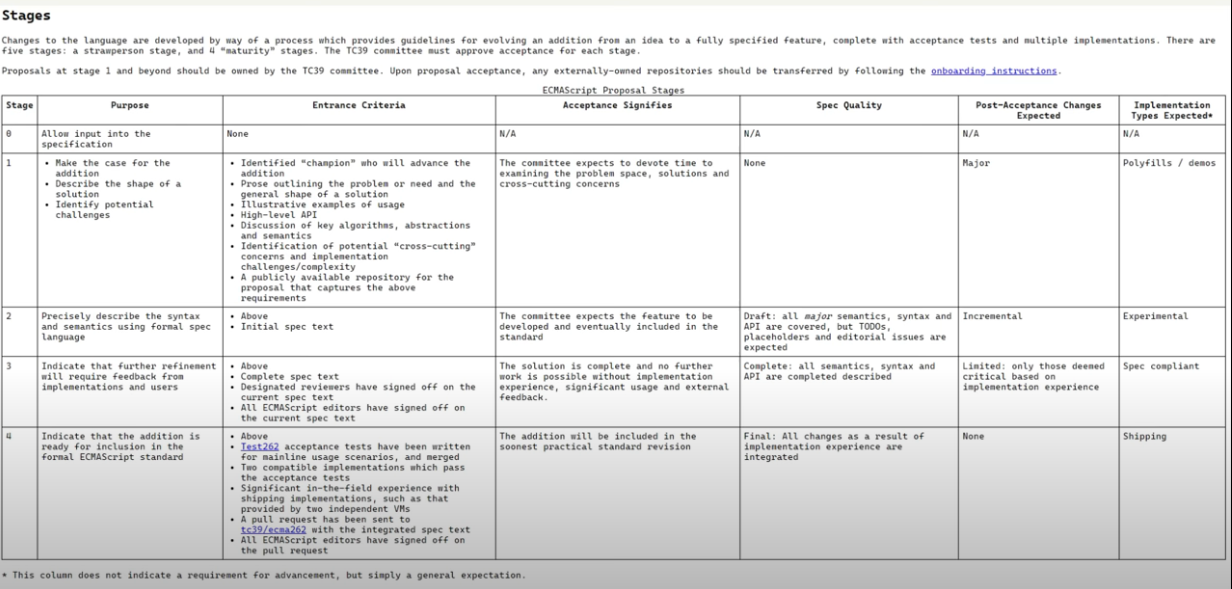 Stages
Changes to the language are developed by way of a process which provides guidelines for evolving an addition from an idea to a fully specified feature, complete with acceptance tests and multiple implementations. There are
five stages: a strawperson stage, and 4 “maturity” stages. The TC39 committee must approve acceptance for each stage.
Proposals at stage 1 and beyond should be owned by the TC39 committee. Upon proposal acceptance, any externally-owned repositories should be transferred by following the onboarding instructions.
ECMAScript Proposal Stages
Stage
Purpose
Entrance Criteria
Acceptance Signifies
Spec Quality
Post-Acceptance Changes
Expected
Implementation
Types Expected*
0
Allow input into the
specification
None
N/A
N/A
N/A
N/A
1
• Make the case for the
addition
• Describe the shape of a
solution
• Identify potential
challenges
• Identified “champion” who will advance the
addition
• Prose outlining the problem or need and the
general shape of a solution
• Illustrative examples of usage
• High-level API
• Discussion of key algorithms, abstractions
and semantics
• Identification of potential “cross-cutting”
concerns and implementation
challenges/complexity
• A publicly available repository for the
proposal that captures the above
requirements
The committee expects to devote time to
examining the problem space, solutions and
cross-cutting concerns
None
Major
Polyfills / demos
2
Precisely describe the syntax
and semantics using formal spec
language
• Above
• Initial spec text
The committee expects the feature to be
developed and eventually included in the
standard
Draft: all major semantics, syntax and
API are covered, but TODOs,
placeholders and editorial issues are
expected
Incremental
Experimental
3
Indicate that further refinement
will require feedback from
implementations and users
• Above
• Complete spec text
• Designated reviewers have signed off on the
current spec text
• All ECMAScript editors have signed off on
the current spec text
The solution is complete and no further
work is possible without implementation
experience, significant usage and external
feedback.
Complete: all semantics, syntax and
API are completed described
Limited: only those deemed
critical based on
implementation experience
Spec compliant
4
Indicate that the addition is
ready for inclusion in the
formal ECMAScript standard
• Above
• Test262 acceptance tests have been written
for mainline usage scenarios, and merged
• Two compatible implementations which pass
the acceptance tests
• Significant in-the-field experience with
shipping implementations, such as that
provided by two independent VMs
• A pull request has been sent to
tc39/ecma262 with the integrated spec text
• All ECMAScript editors have signed off on
the pull request
The addition will be included in the
soonest practical standard revision
Final: All changes as a result of
implementation experience are
integrated
None
Shipping
* This column does not indicate a requirement for advancement, but simply a general expectation.